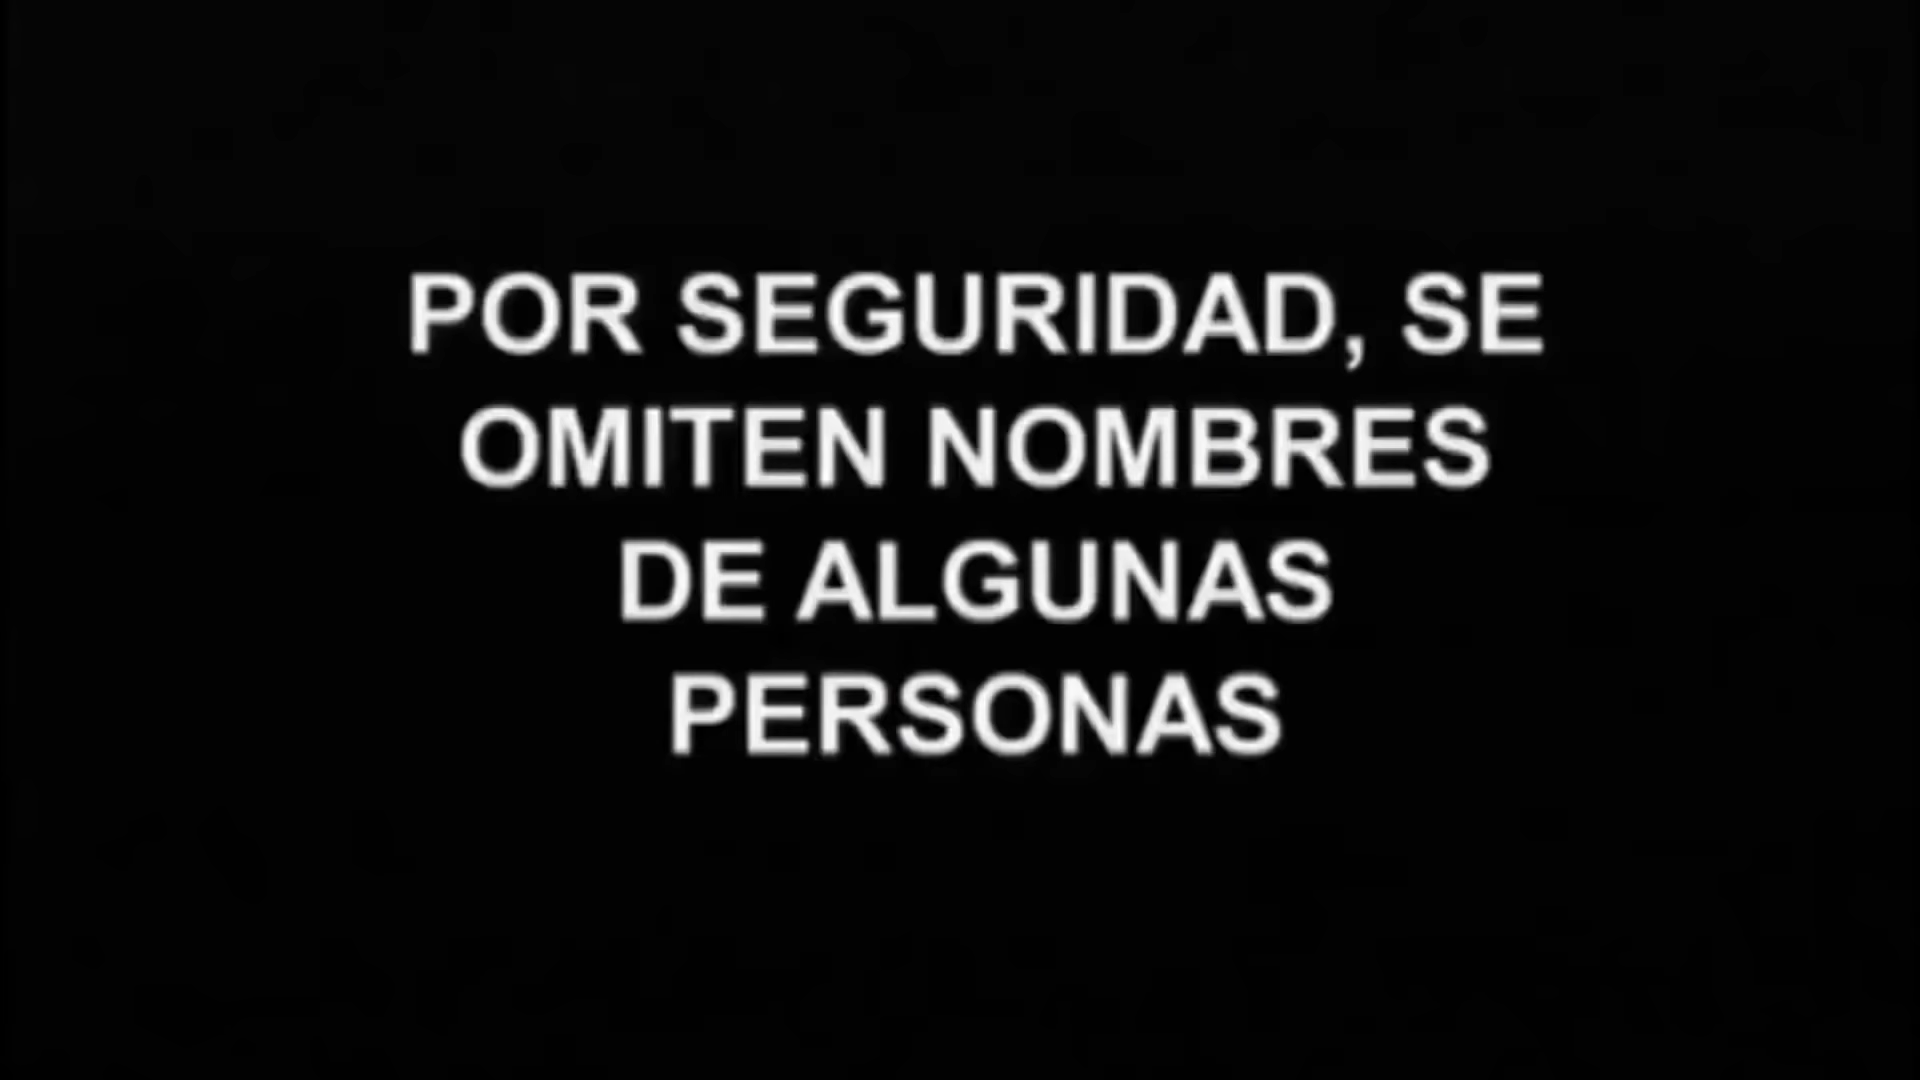 POR SEGURIDAD, SE
OMITEN NOMBRES
DE ALGUNAS
PERSONAS